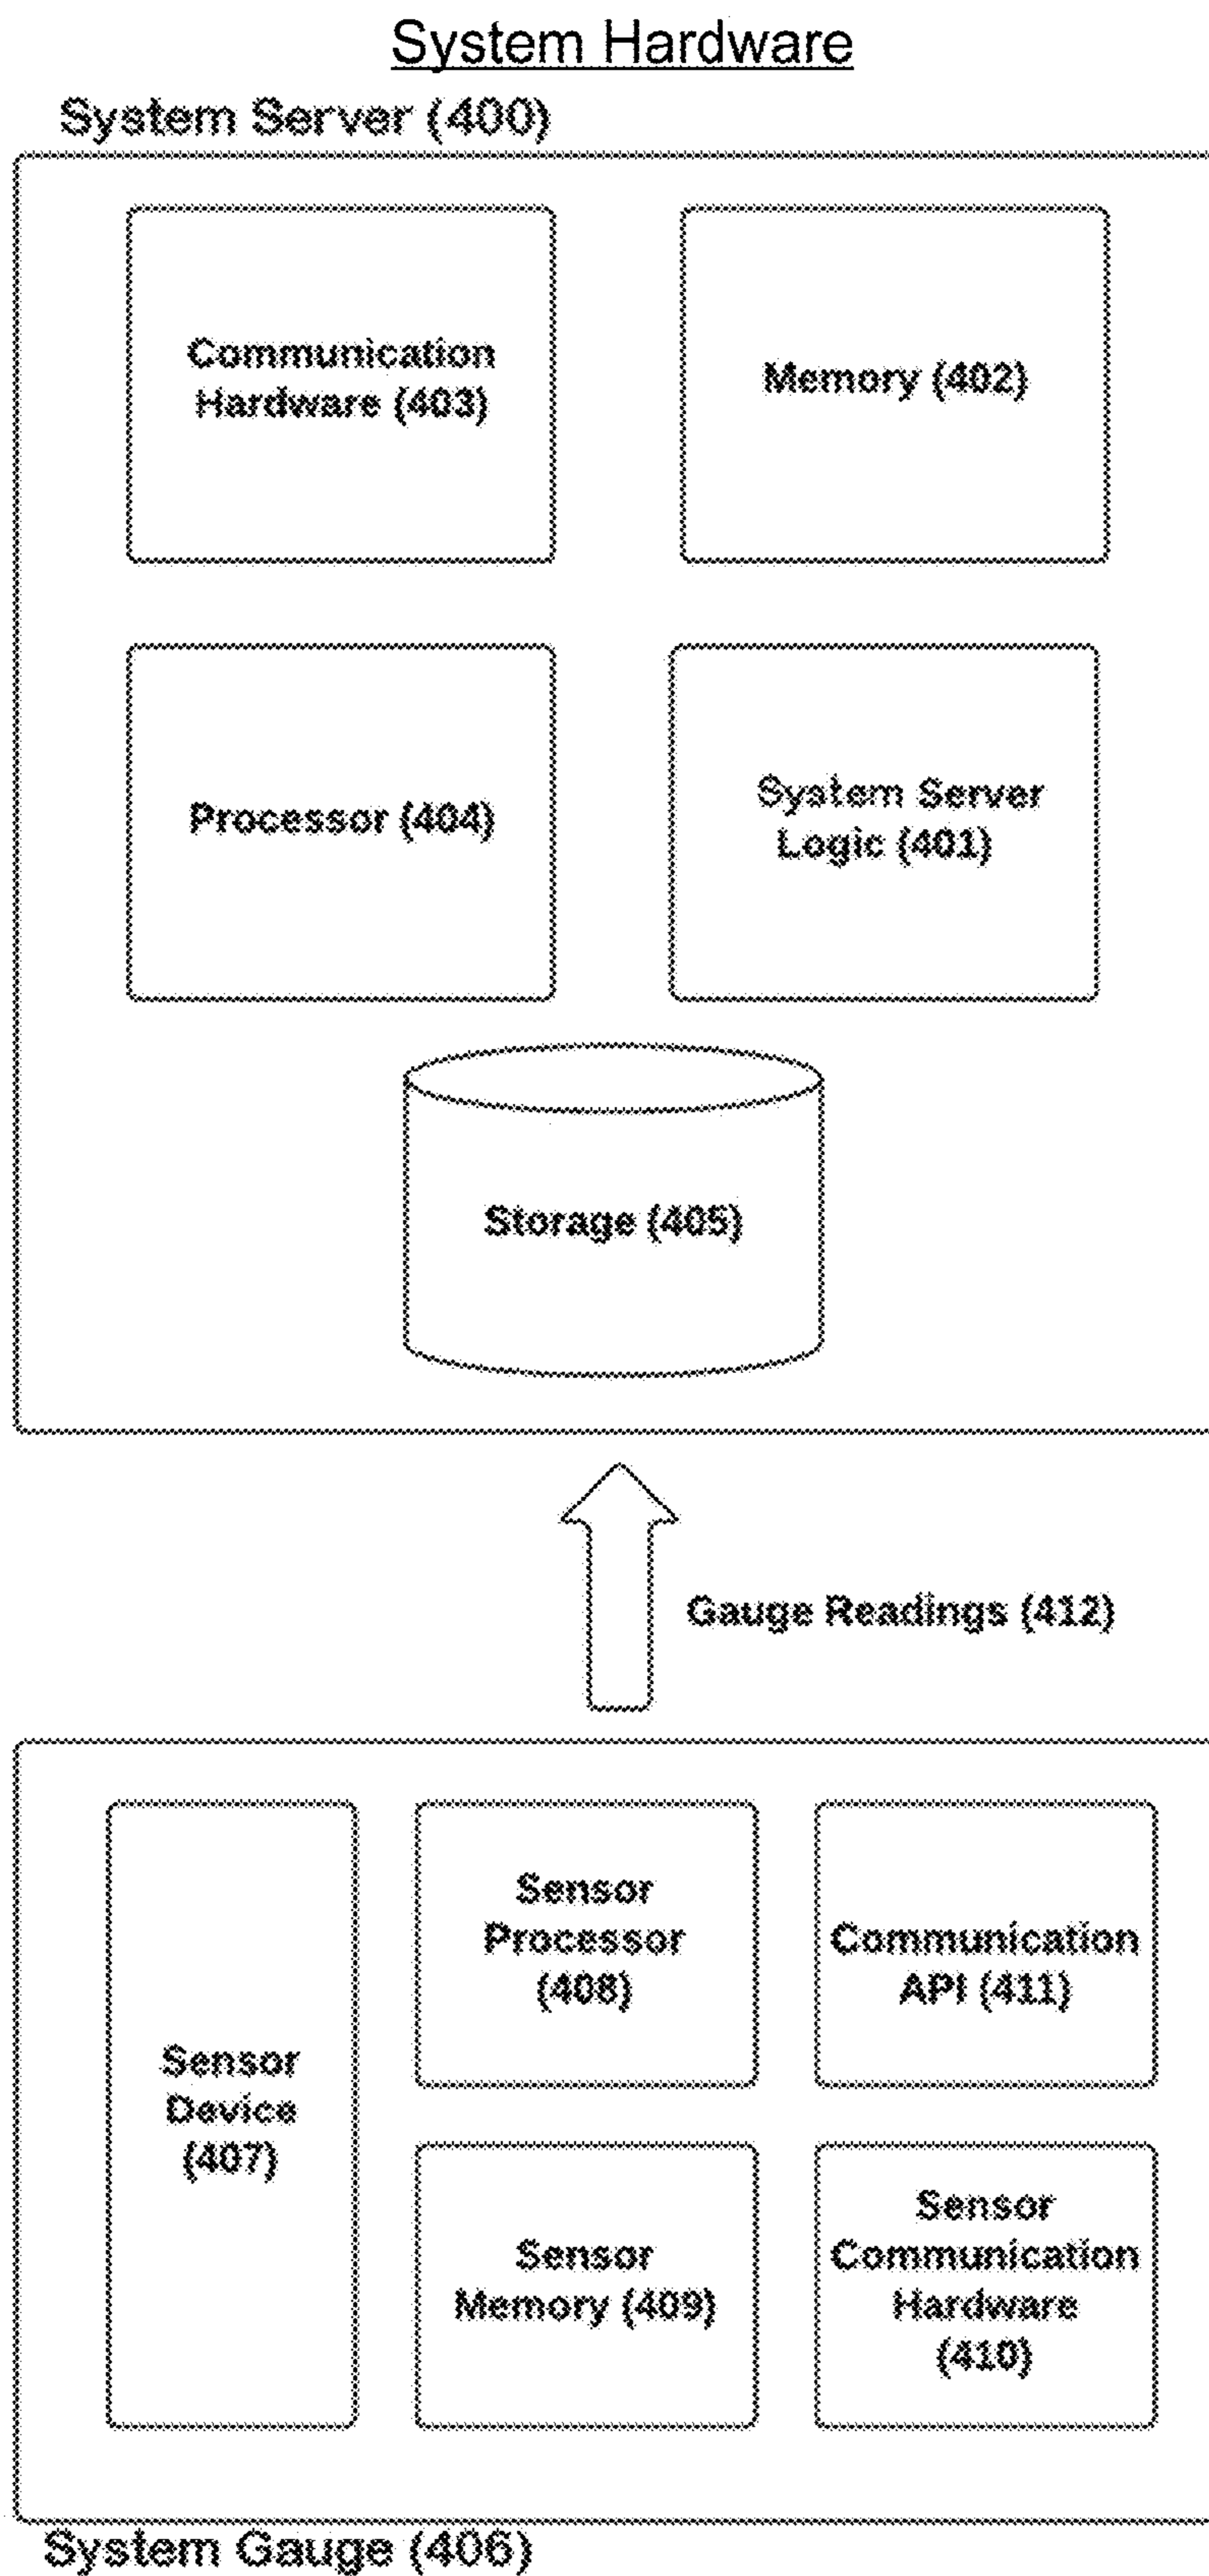 System Hardware
System Server (400)
Communication
Hardware (403)
Memory (402)
Processor (404)
System Server
Logic (401)
Storage (405)
Gauge Readings (412)
Sensor
Device
(407)
Sensor
Processor
(408)
Communication
API (411)
Sensor
Memory (409)
Sensor
Communication
Hardware
(410)
System Gauge (406)